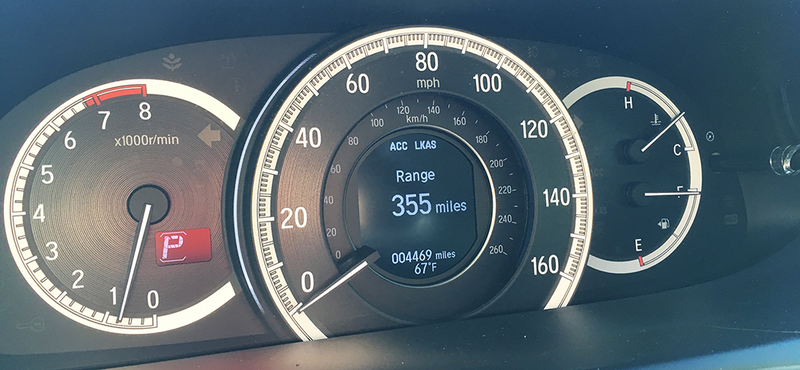 8
7
6
5
4
3
2
1
0
x1000r/min
P
0
20
40
60
80
100
120
140
160
mph
0
20
40
60
80
100
120
140
160
180
200
220
240
260
km/h
ACC LKAS
Range
355 miles
004469 miles
67°F
H
C
F
E